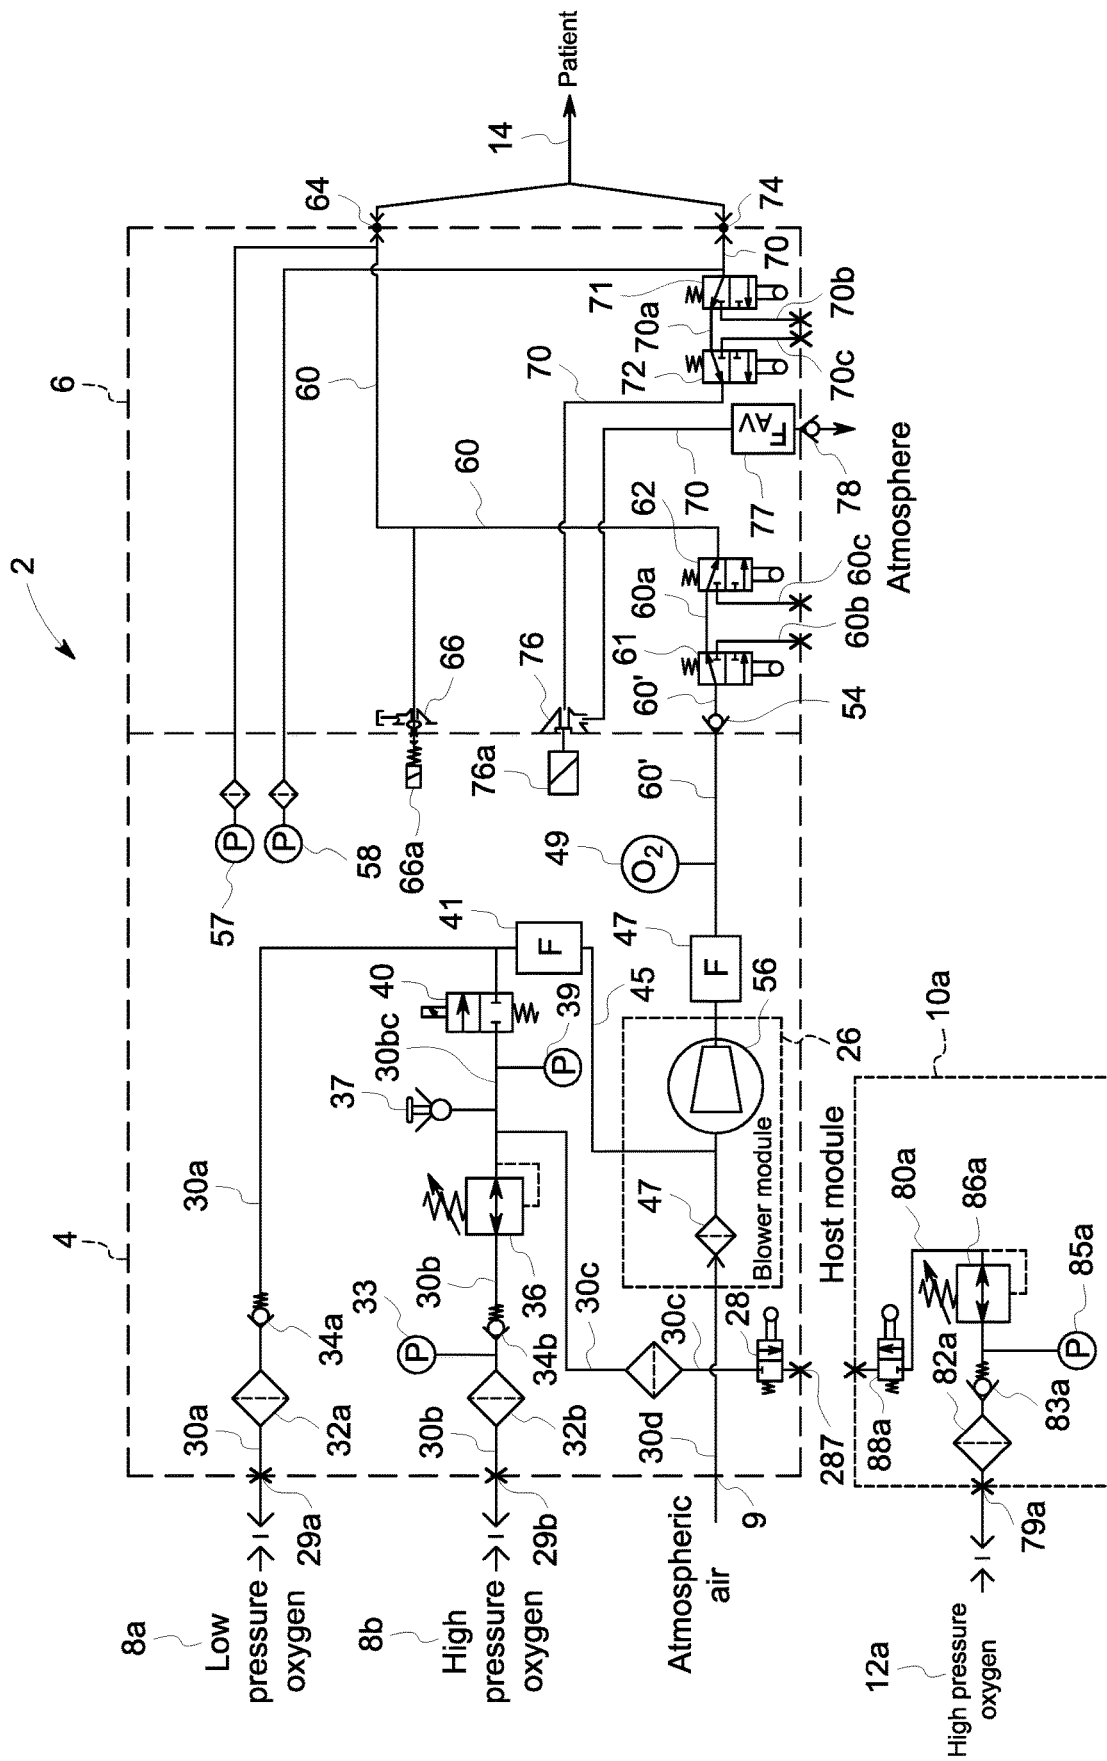 2
4
6
8a
Low
pressure
oxygen
29a
30a
32a
34a
30a
57
P
58
P
60
64
8b
High
pressure
oxygen
29b
30b
32b
33
P
34b
30b
36
37
30bc
39
P
40
41
F
66a
66
60
14
Patient
30c
45
76a
76
70
Atmospheric
air
9
30d
30c
28
47
Blower module
56
26
47
F
49
O2
60'
60'
54
61
60a
62
60b
60c
70
77
F
AV
78
72
70a
71
70c
70b
70
74
Atmosphere
287
Host module
10a
12a
High pressure
oxygen
79a
82a
88a
83a
80a
86a
85a
P